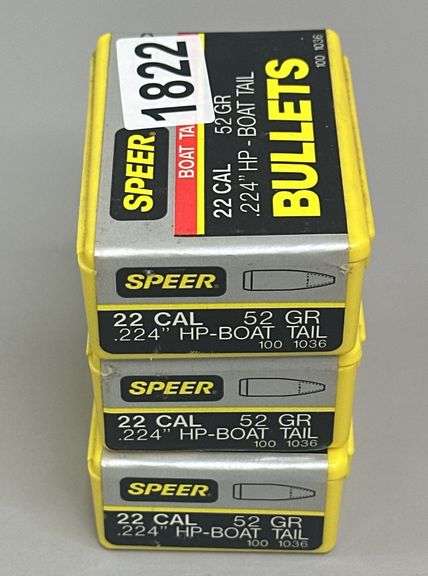 1822
SPEER
BOAT TA
22 CAL 52 GR
.224" HP-BOAT TAIL
BULLETS
100 1036
SPEER
22 CAL 52 GR
.224" HP-BOAT TAIL
100 1036
SPEER
22 CAL 52 GR
.224" HP-BOAT TAIL
100 1036
SPEER
22 CAL 52 GR
.224" HP-BOAT TAIL
100 1036